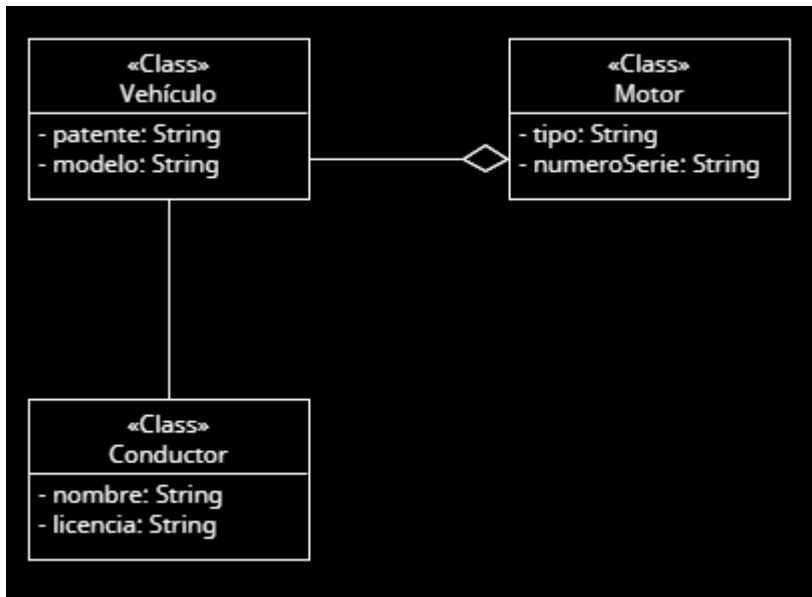 «Class»
Vehículo
- patente: String
- modelo: String
«Class»
Motor
- tipo: String
- numeroSerie: String
«Class»
Conductor
- nombre: String
- licencia: String